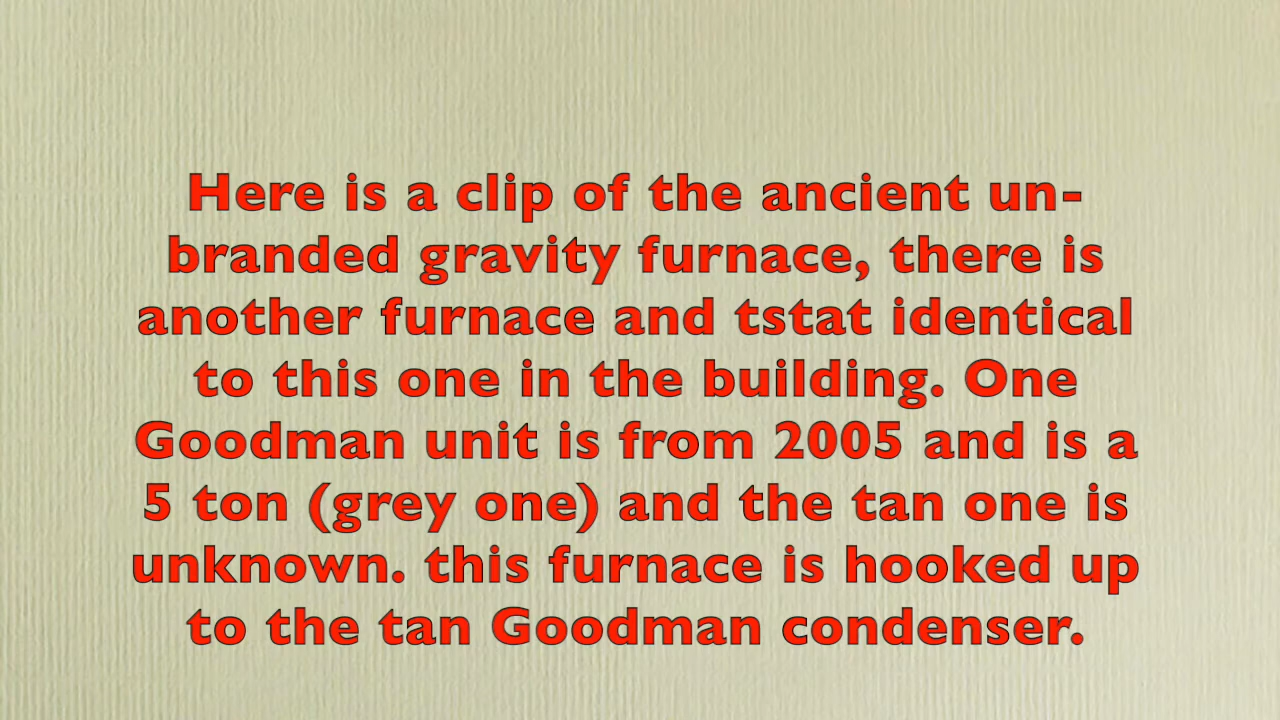 Here is a clip of the ancient un-
branded gravity furnace, there is
another furnace and tstat identical
to this one in the building. One
Goodman unit is from 2005 and is a
5 ton (grey one) and the tan one is
unknown. this furnace is hooked up
to the tan Goodman condenser.